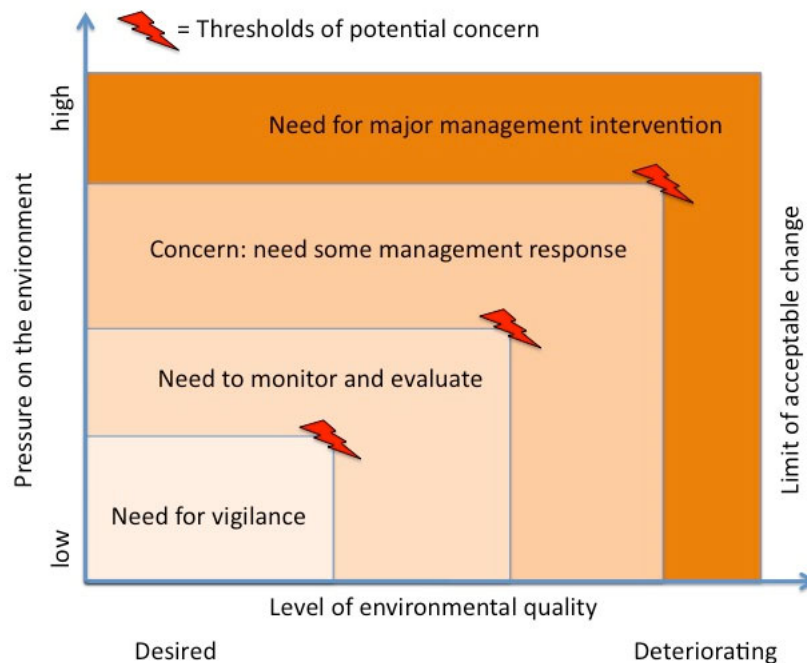 = Thresholds of potential concern
high
Need for major management intervention
Pressure on the environment
Concern: need some management response
Limit of acceptable change
Need to monitor and evaluate
Need for vigilance
low
Level of environmental quality
Desired
Deteriorating